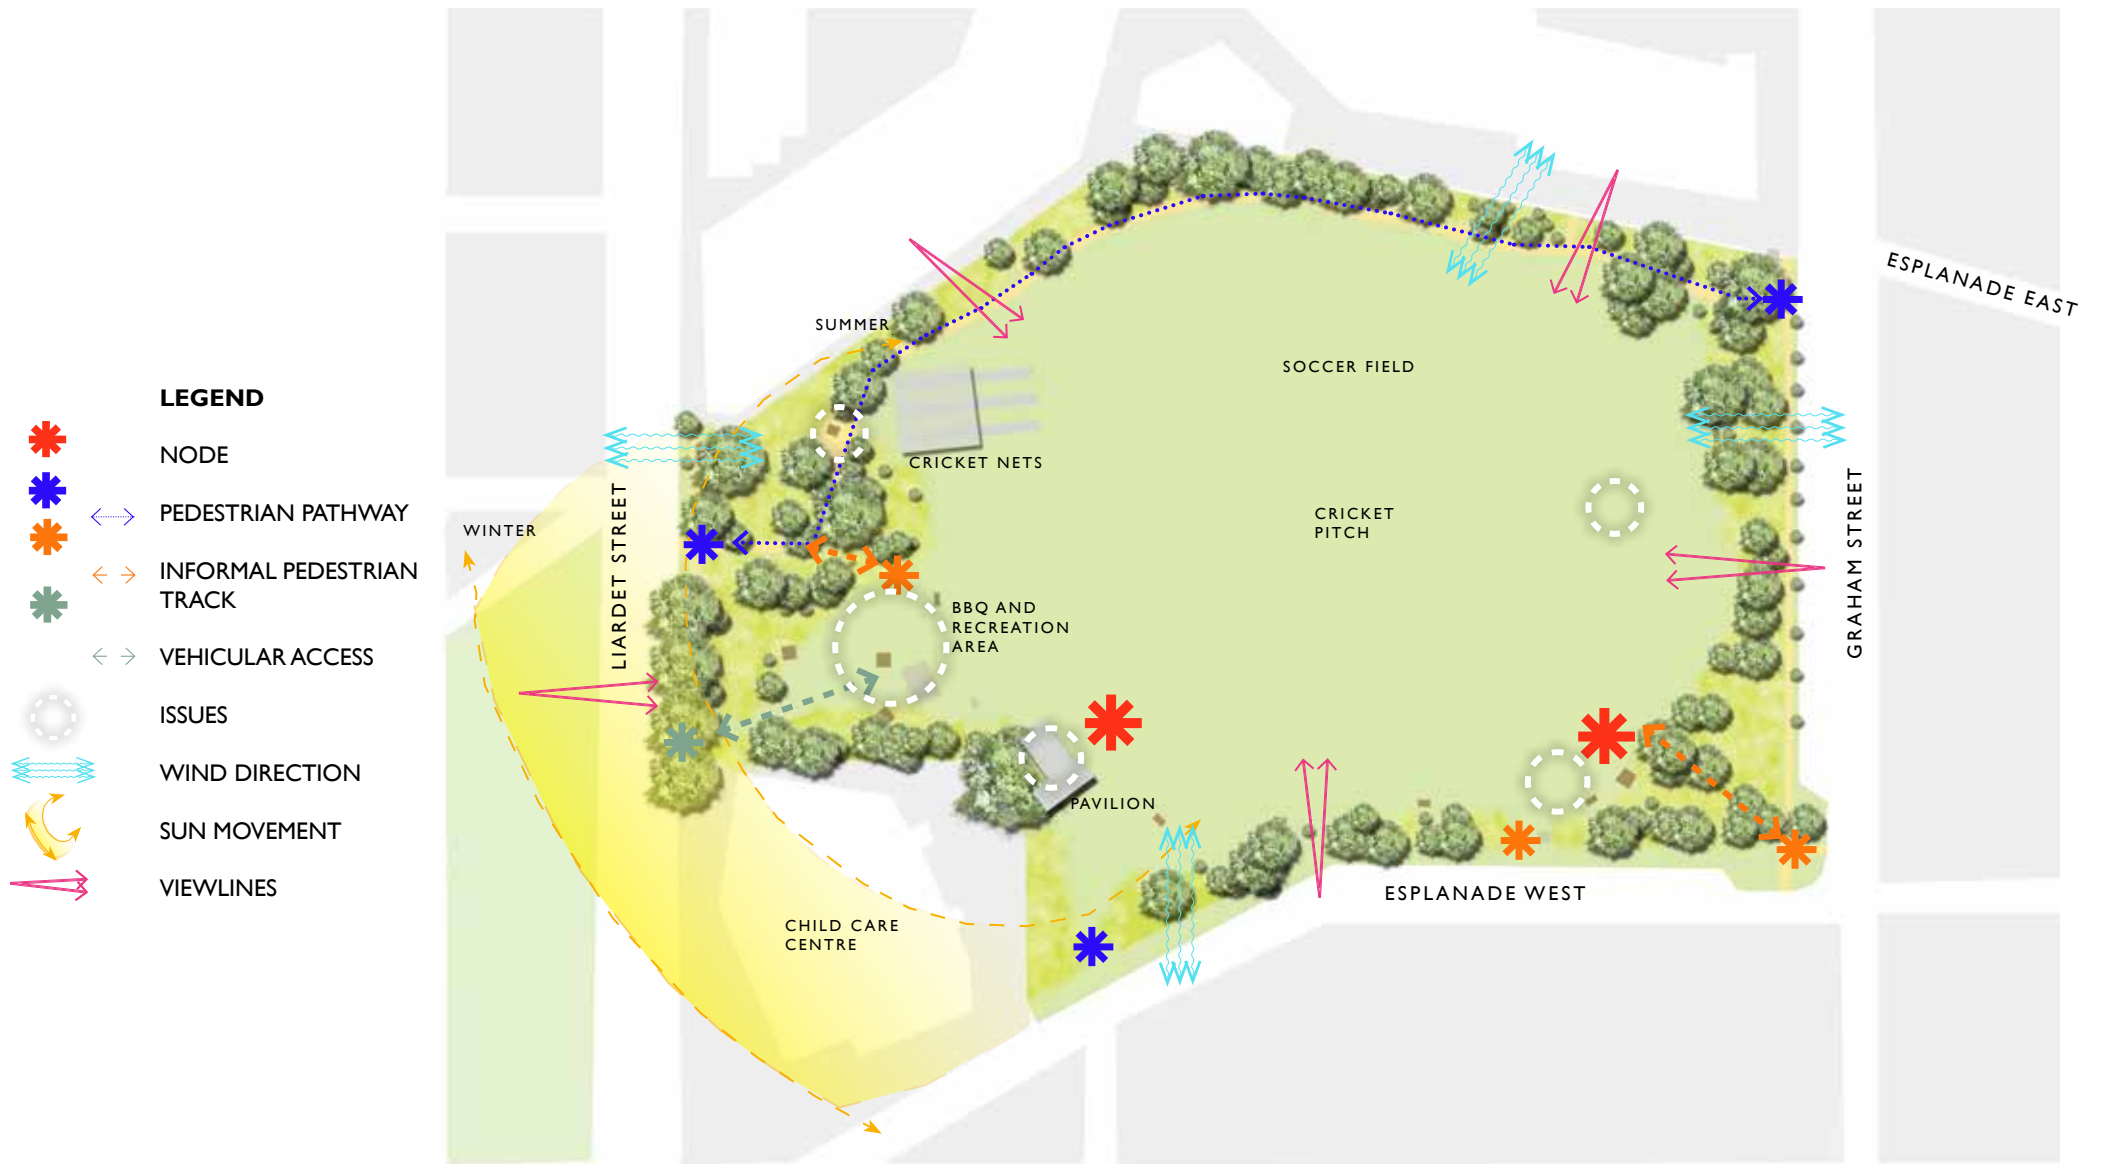 LEGEND
NODE
PEDESTRIAN PATHWAY
INFORMAL PEDESTRIAN
TRACK
VEHICULAR ACCESS
ISSUES
WIND DIRECTION
SUN MOVEMENT
VIEWLINES
ESPLANADE EAST
SUMMER
SOCCER FIELD
CRICKET NETS
WINTER
LIARDET STREET
CRICKET
PITCH
GRAHAM STREET
BBQ AND
RECREATION
AREA
PAVILION
ESPLANADE WEST
CHILD CARE
CENTRE